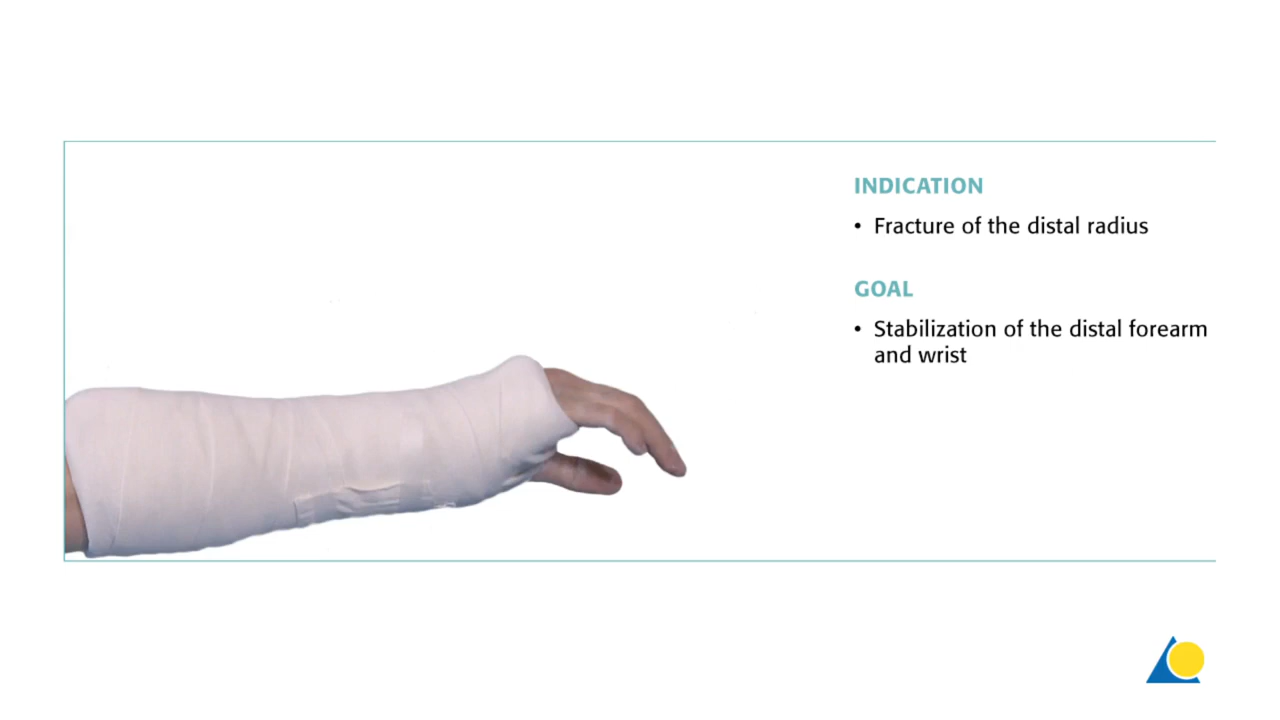 INDICATION
• Fracture of the distal radius
GOAL
• Stabilization of the distal forearm
and wrist